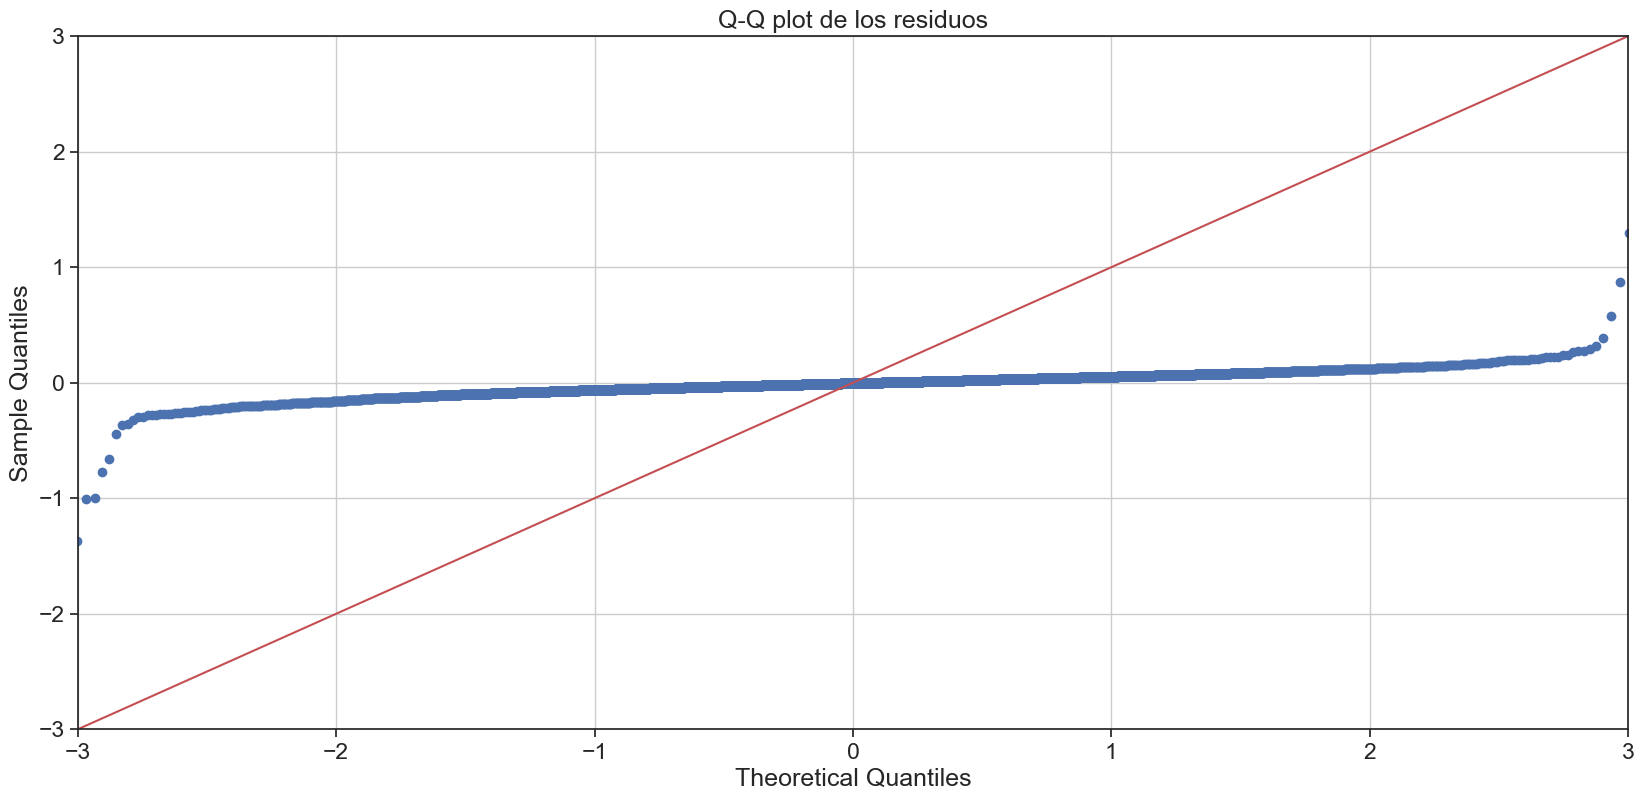 Q-Q plot de los residuos
3
2
1
0
−1
−2
−3
Sample Quantiles
−3 −2 −1 0 1 2 3
Theoretical Quantiles